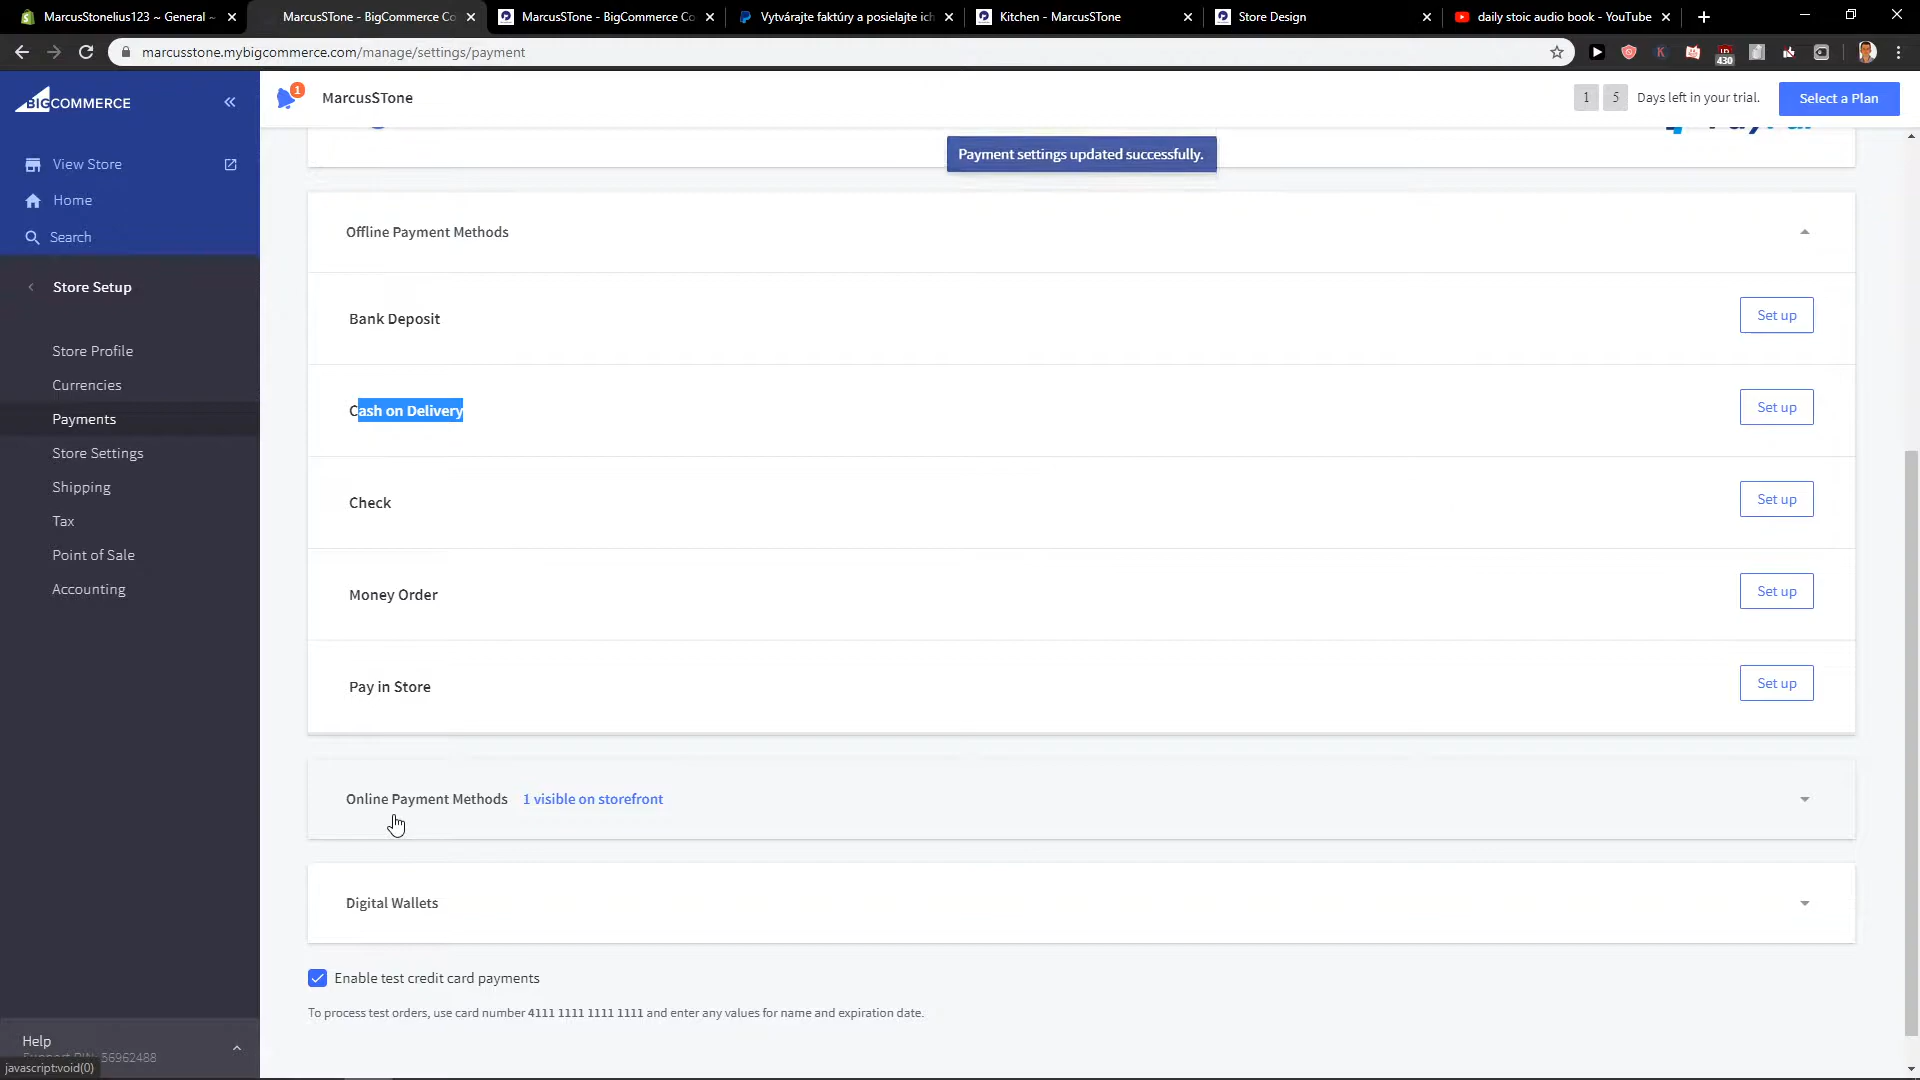 MarcusStonelius123 ~ General ~
MarcusSTone - BigCommerce Co
MarcusSTone - BigCommerce Co
Vytvárajte faktúry a posielajte ich
Kitchen - MarcusSTone
Store Design
daily stoic audio book - YouTube
marcusstone.mybigcommerce.com/manage/settings/payment
430
BIGCOMMERCE
1
MarcusSTone
1 5 Days left in your trial.
Select a Plan
View Store
Home
Search
Store Setup
Store Profile
Currencies
Payments
Store Settings
Shipping
Tax
Point of Sale
Accounting
Help
56962488
javascript:void(0)
Payment settings updated successfully.
Offline Payment Methods
Bank Deposit
Set up
Cash on Delivery
Set up
Check
Set up
Money Order
Set up
Pay in Store
Set up
Online Payment Methods 1 visible on storefront
Digital Wallets
Enable test credit card payments
To process test orders, use card number 4111 1111 1111 1111 and enter any values for name and expiration date.